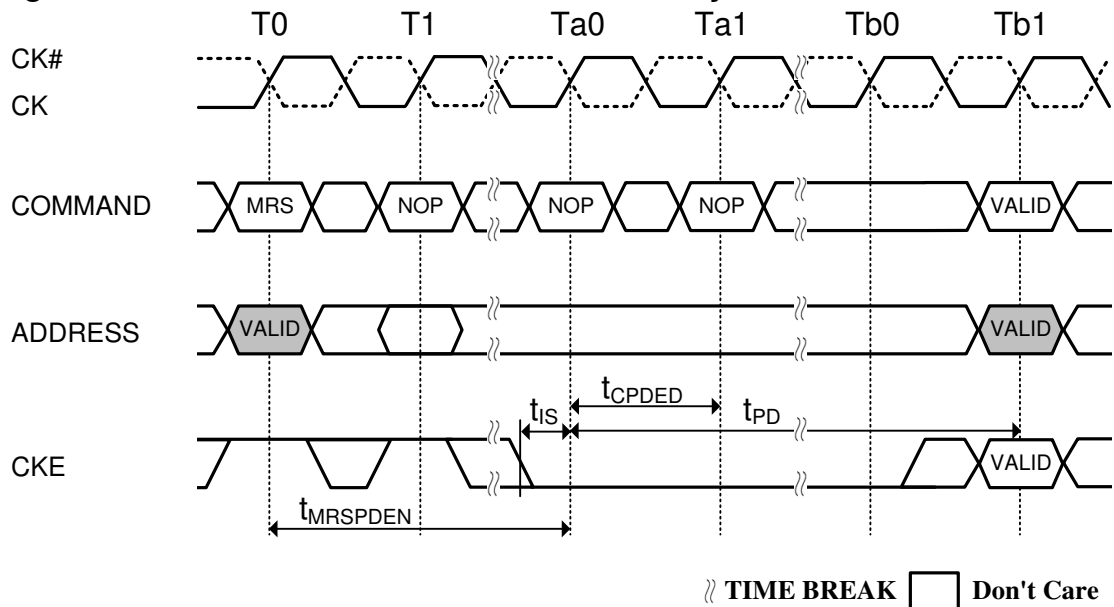 T0 T1 Ta0 Ta1 Tb0 Tb1
CK#
CK
COMMAND MRS NOP NOP NOP VALID
ADDRESS VALID VALID
tCPDED
tIS tPD
CKE VALID
tMRSPDEN
TIME BREAK Don't Care